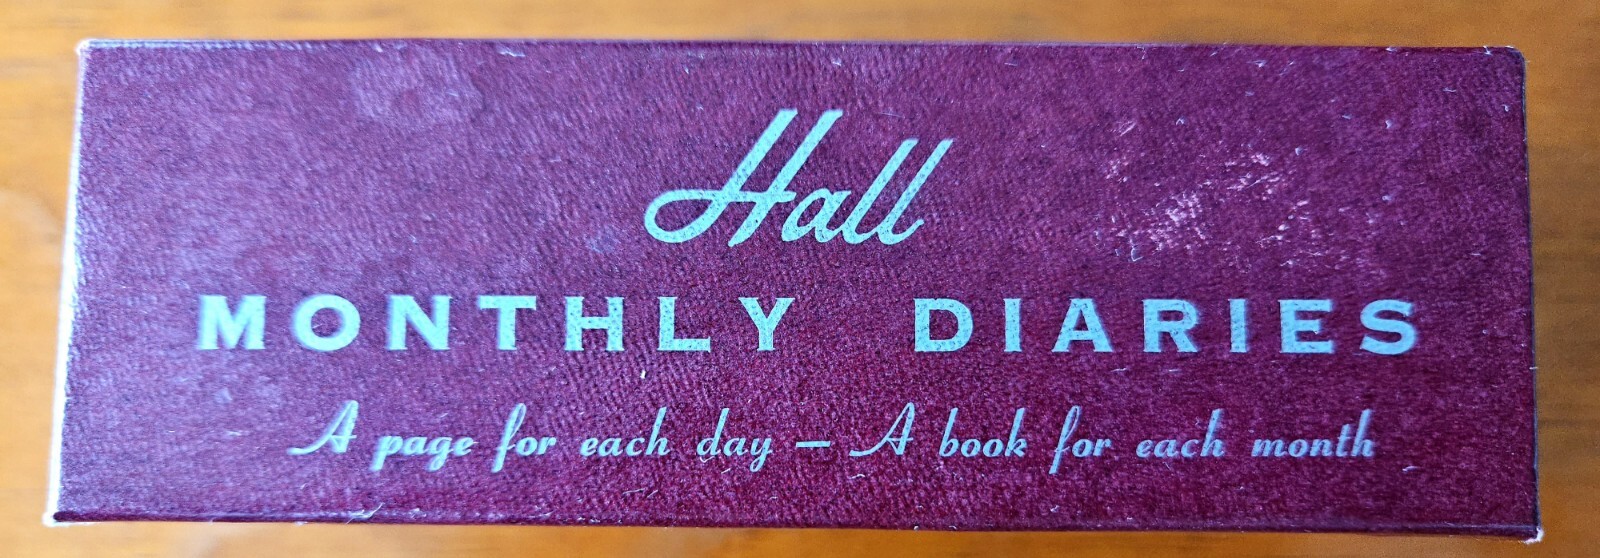 Hall
MONTHLY DIARIES
A page for each day — A book for each month